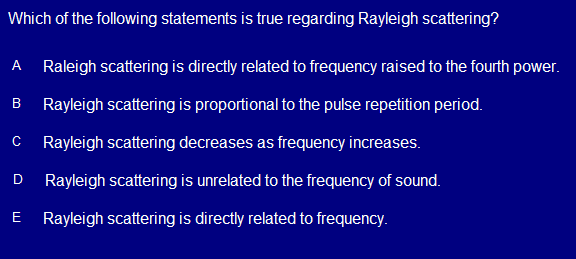 Which of the following statements is true regarding Rayleigh scattering?
A Raleigh scattering is directly related to frequency raised to the fourth power.
B Rayleigh scattering is proportional to the pulse repetition period.
C Rayleigh scattering decreases as frequency increases.
D Rayleigh scattering is unrelated to the frequency of sound.
E Rayleigh scattering is directly related to frequency.